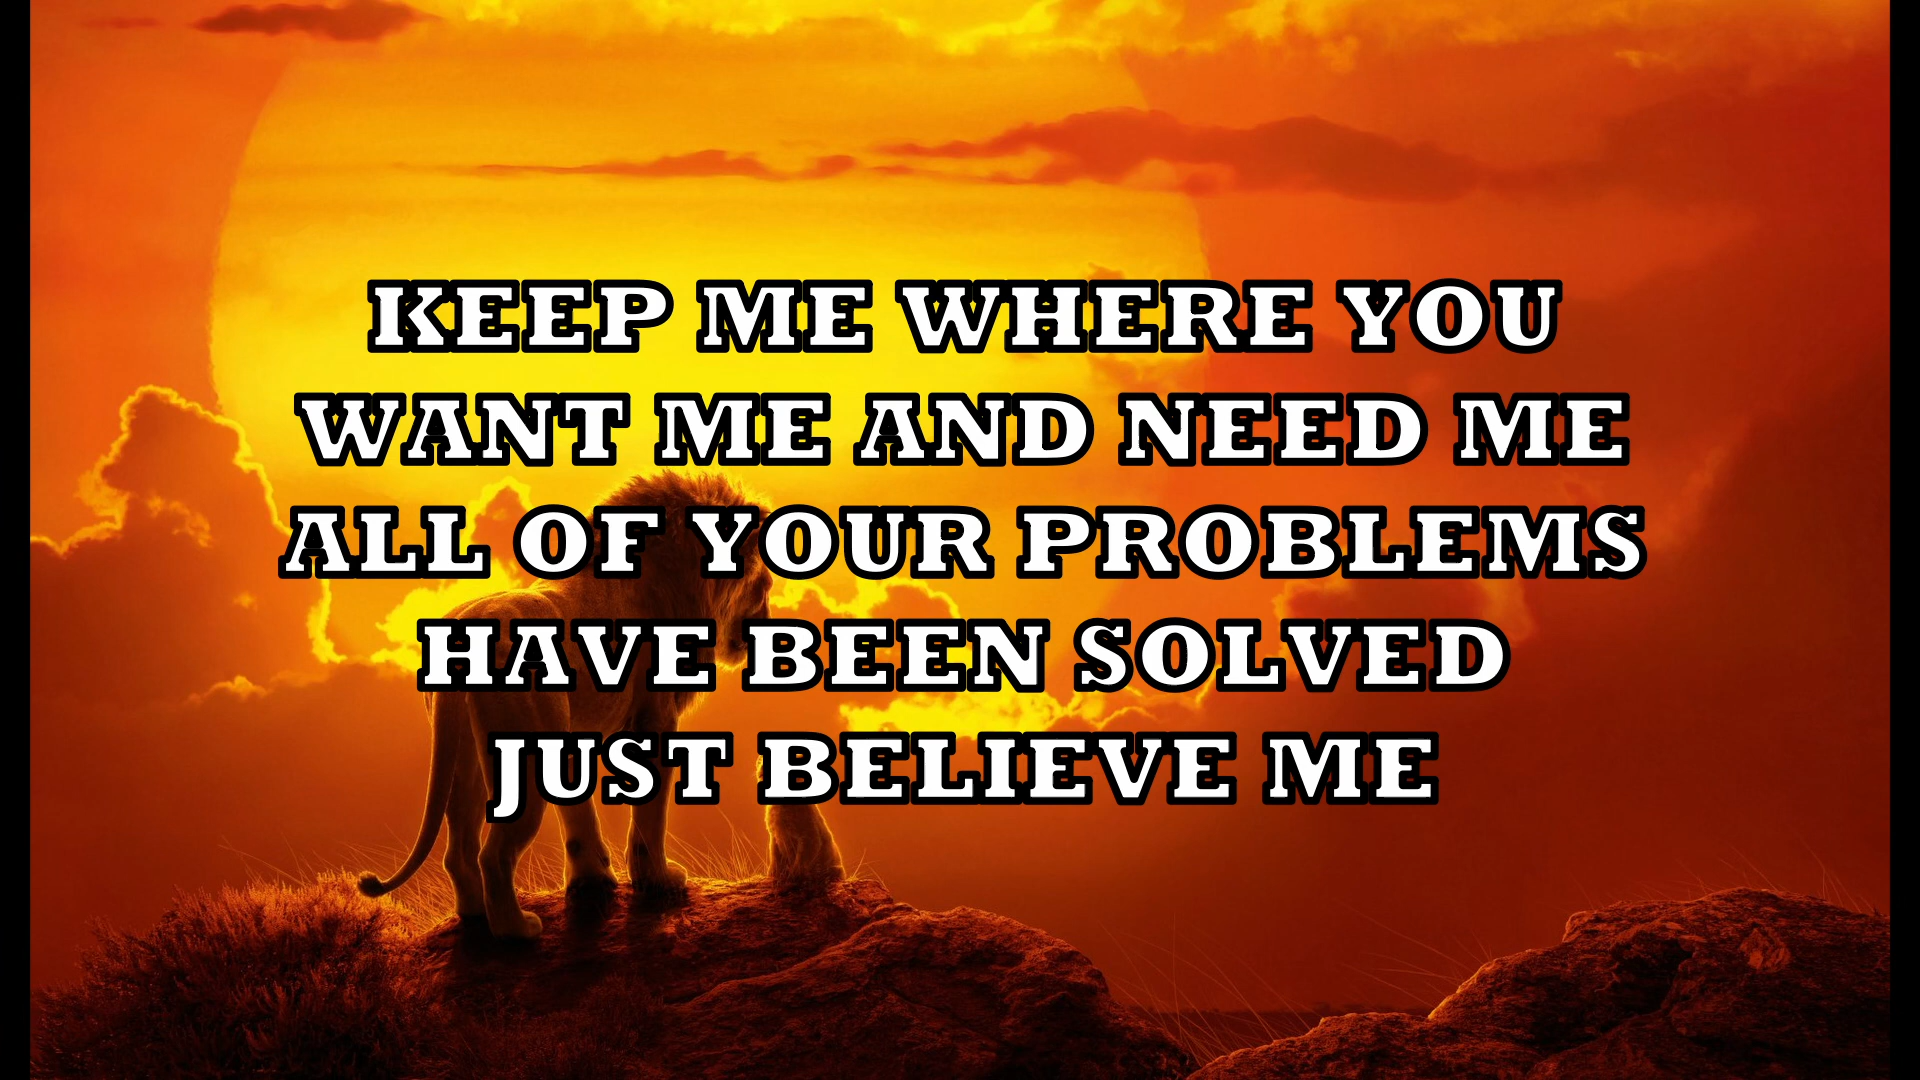 KEEP ME WHERE YOU
WANT ME AND NEED ME
ALL OF YOUR PROBLEMS
HAVE BEEN SOLVED
JUST BELIEVE ME